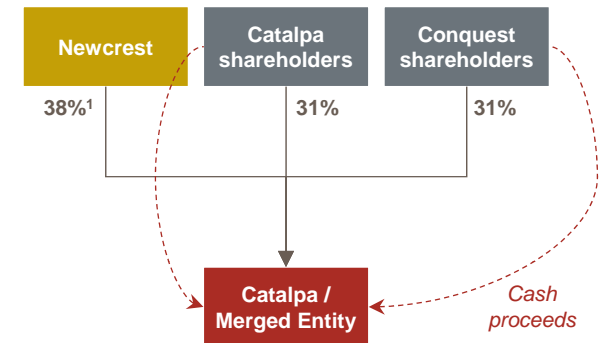 Newcrest
Catalpa
shareholders
Conquest
shareholders
38%¹
31%
31%
Catalpa /
Merged Entity
Cash
proceeds